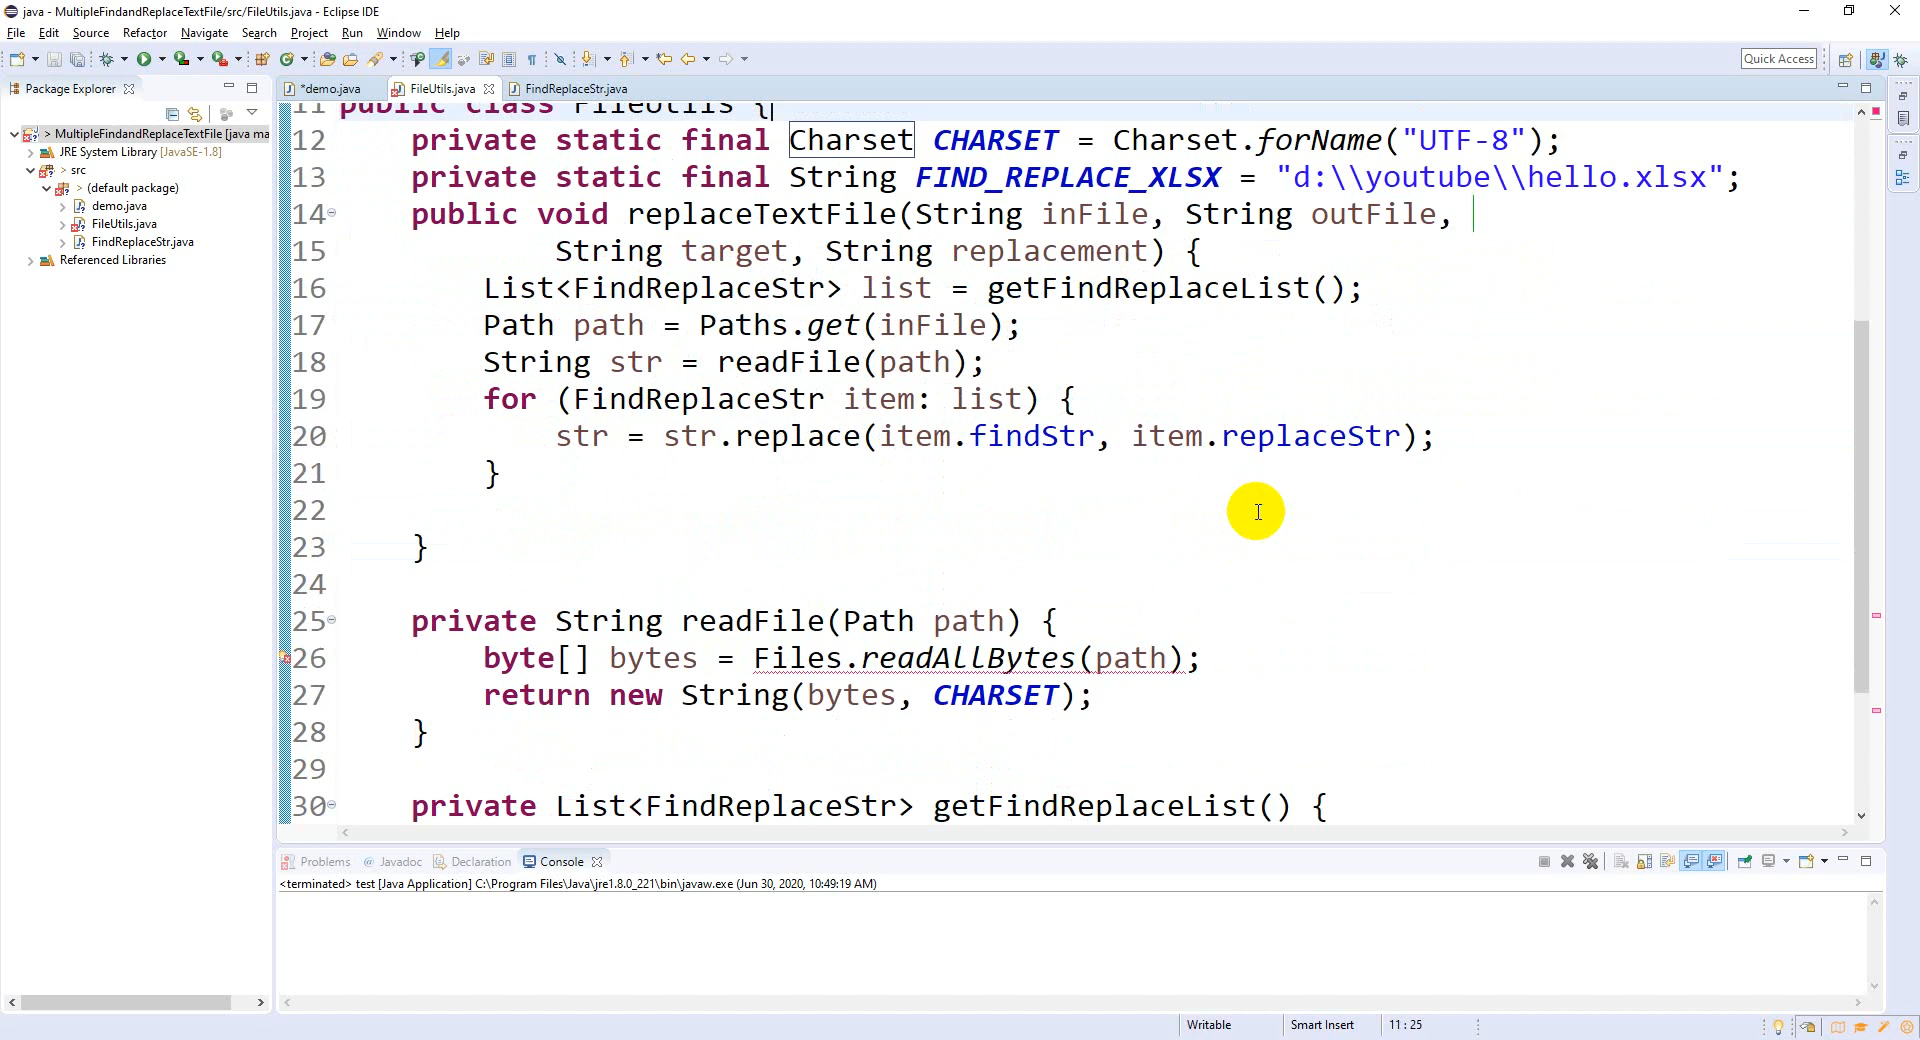 java - MultipleFindandReplaceTextFile/src/FileUtils.java - Eclipse IDE
File Edit Source Refactor Navigate Search Project Run Window Help
Quick Access
Package Explorer
*demo.java FileUtils.java FindReplaceStr.java
> MultipleFindandReplaceTextFile [java ma
JRE System Library [JavaSE-1.8]
> src
> (default package)
demo.java
FileUtils.java
FindReplaceStr.java
Referenced Libraries
11 public class FileUtils {
12 private static final Charset CHARSET = Charset.forName("UTF-8");
13 private static final String FIND_REPLACE_XLSX = "d:\\youtube\\hello.xlsx";
14 public void replaceTextFile(String inFile, String outFile,
15 String target, String replacement) {
16 List<FindReplaceStr> list = getFindReplaceList();
17 Path path = Paths.get(inFile);
18 String str = readFile(path);
19 for (FindReplaceStr item: list) {
20 str = str.replace(item.findStr, item.replaceStr);
21 }
22
23 }
24
25 private String readFile(Path path) {
26 byte[] bytes = Files.readAllBytes(path);
27 return new String(bytes, CHARSET);
28 }
29
30 private List<FindReplaceStr> getFindReplaceList() {
Problems @ Javadoc Declaration Console
<terminated> test [Java Application] C:\Program Files\Java\jre1.8.0_221\bin\javaw.exe (Jun 30, 2020, 10:49:19 AM)
Writable Smart Insert 11 : 25